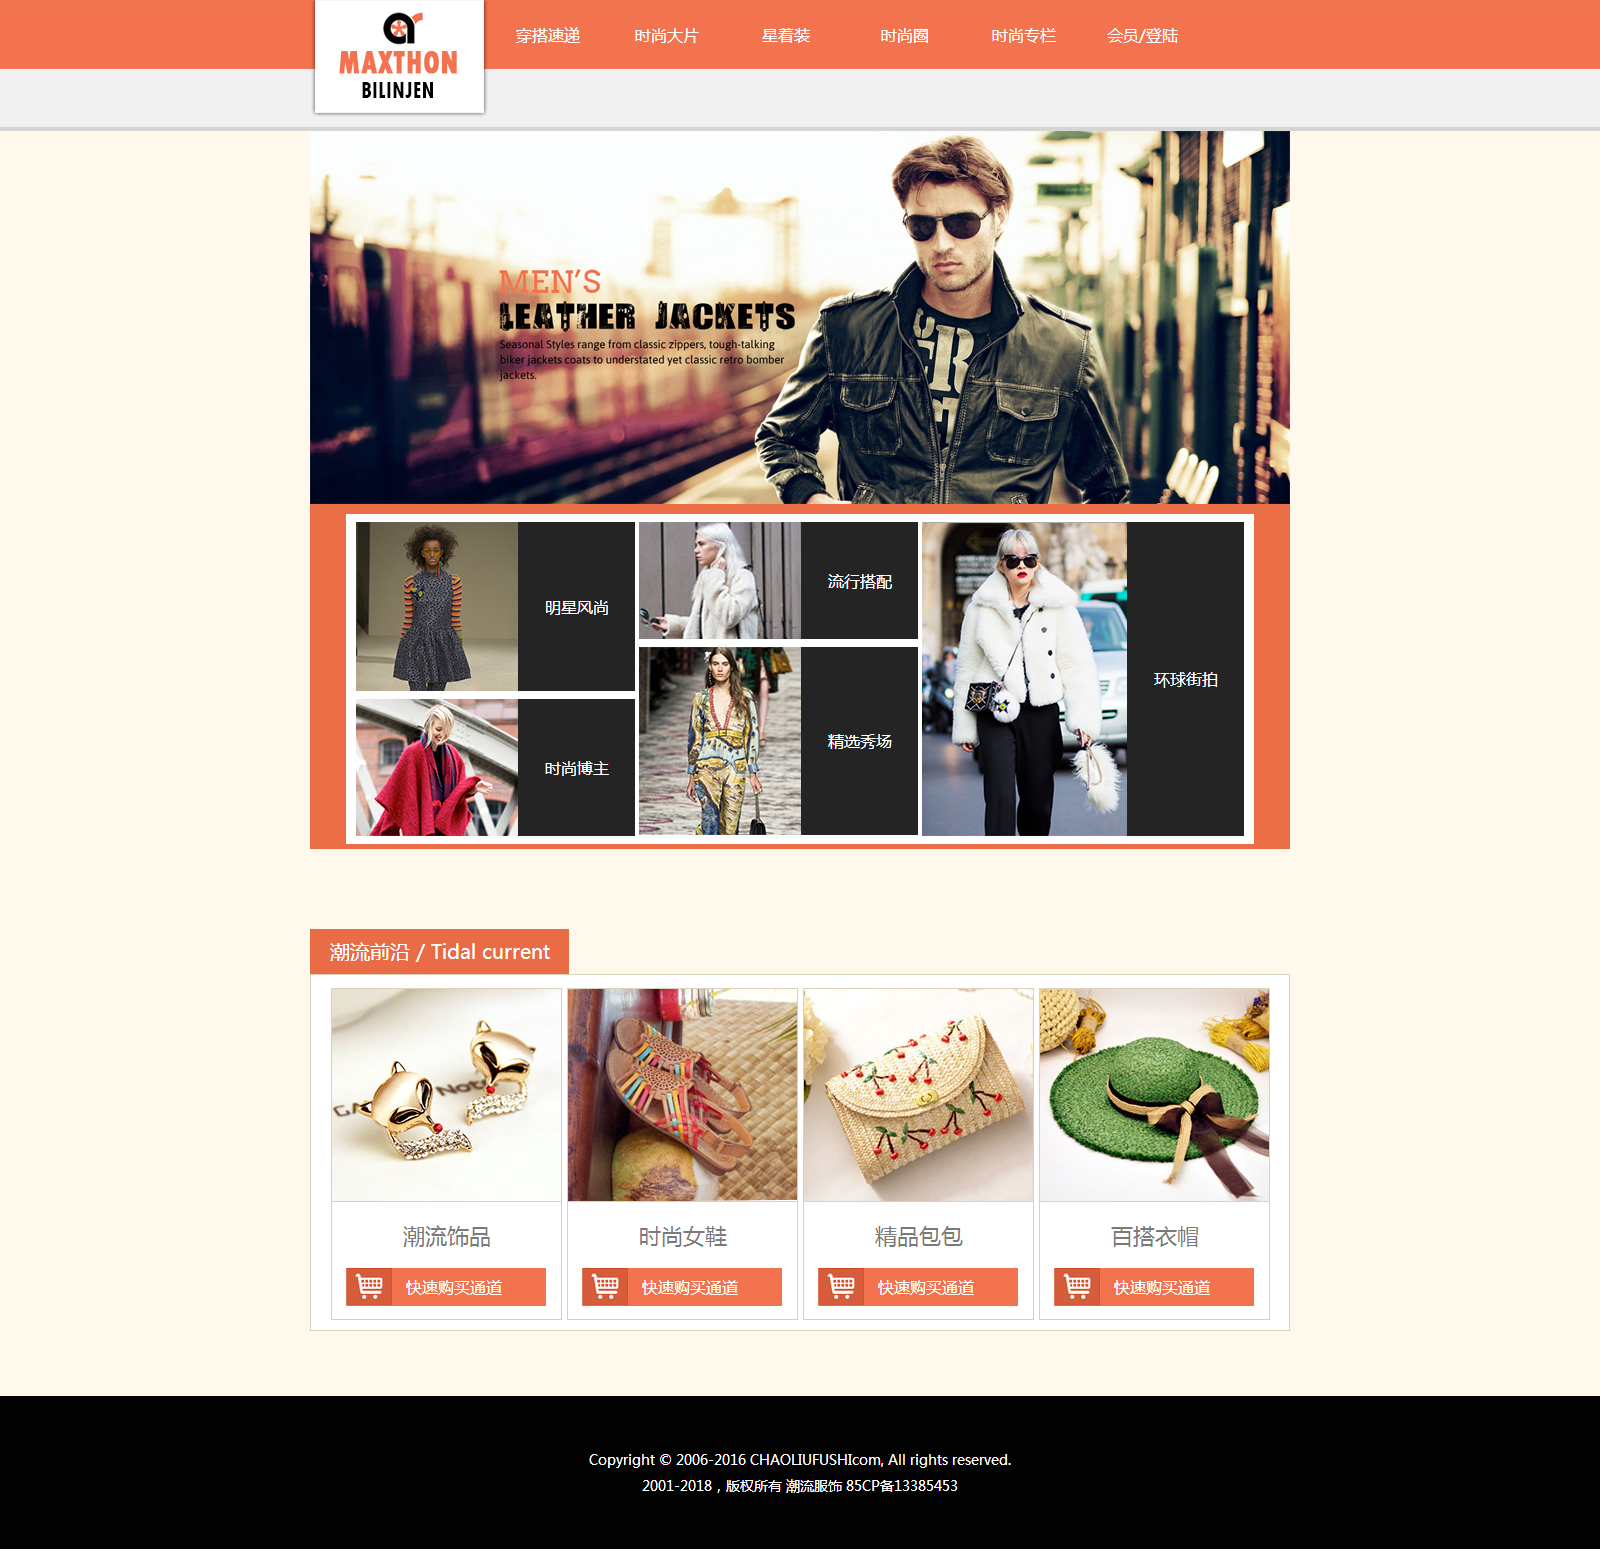 穿搭速递 时尚大片 星着装 时尚圈 时尚专栏 会员/登陆
MAXTHON
BILINJEN
MEN'S
LEATHER JACKETS
Seasonal Styles range from classic zippers, tough-talking
biker jackets coats to understated yet classic retro bomber
jackets.
明星风尚
流行搭配
环球街拍
时尚博主
精选秀场
潮流前沿 / Tidal current
潮流饰品 时尚女鞋 精品包包 百搭衣帽
快速购买通道 快速购买通道 快速购买通道 快速购买通道
Copyright © 2006-2016 CHAOLIUFUSHIcom, All rights reserved.
2001-2018，版权所有 潮流服饰 85CP备13385453